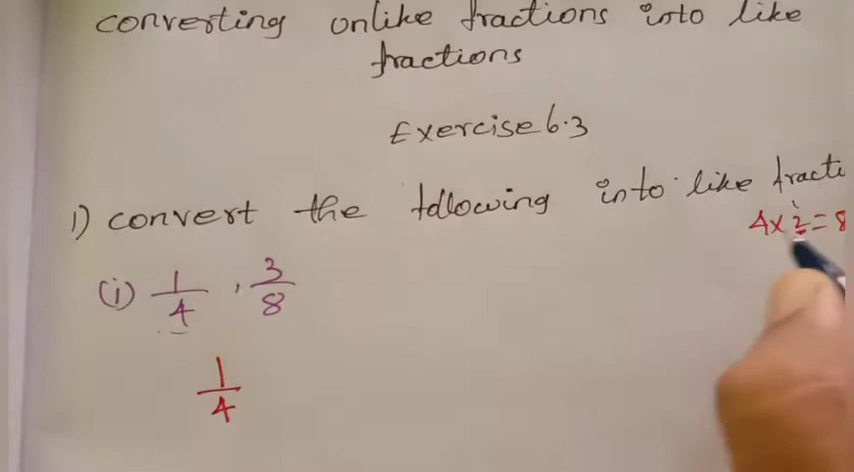 converting unlike fractions into like
fractions
Exercise 6.3
1) convert the following into like fracti
4 x 2 = 8
(i) 1/4 , 3/8
1/4